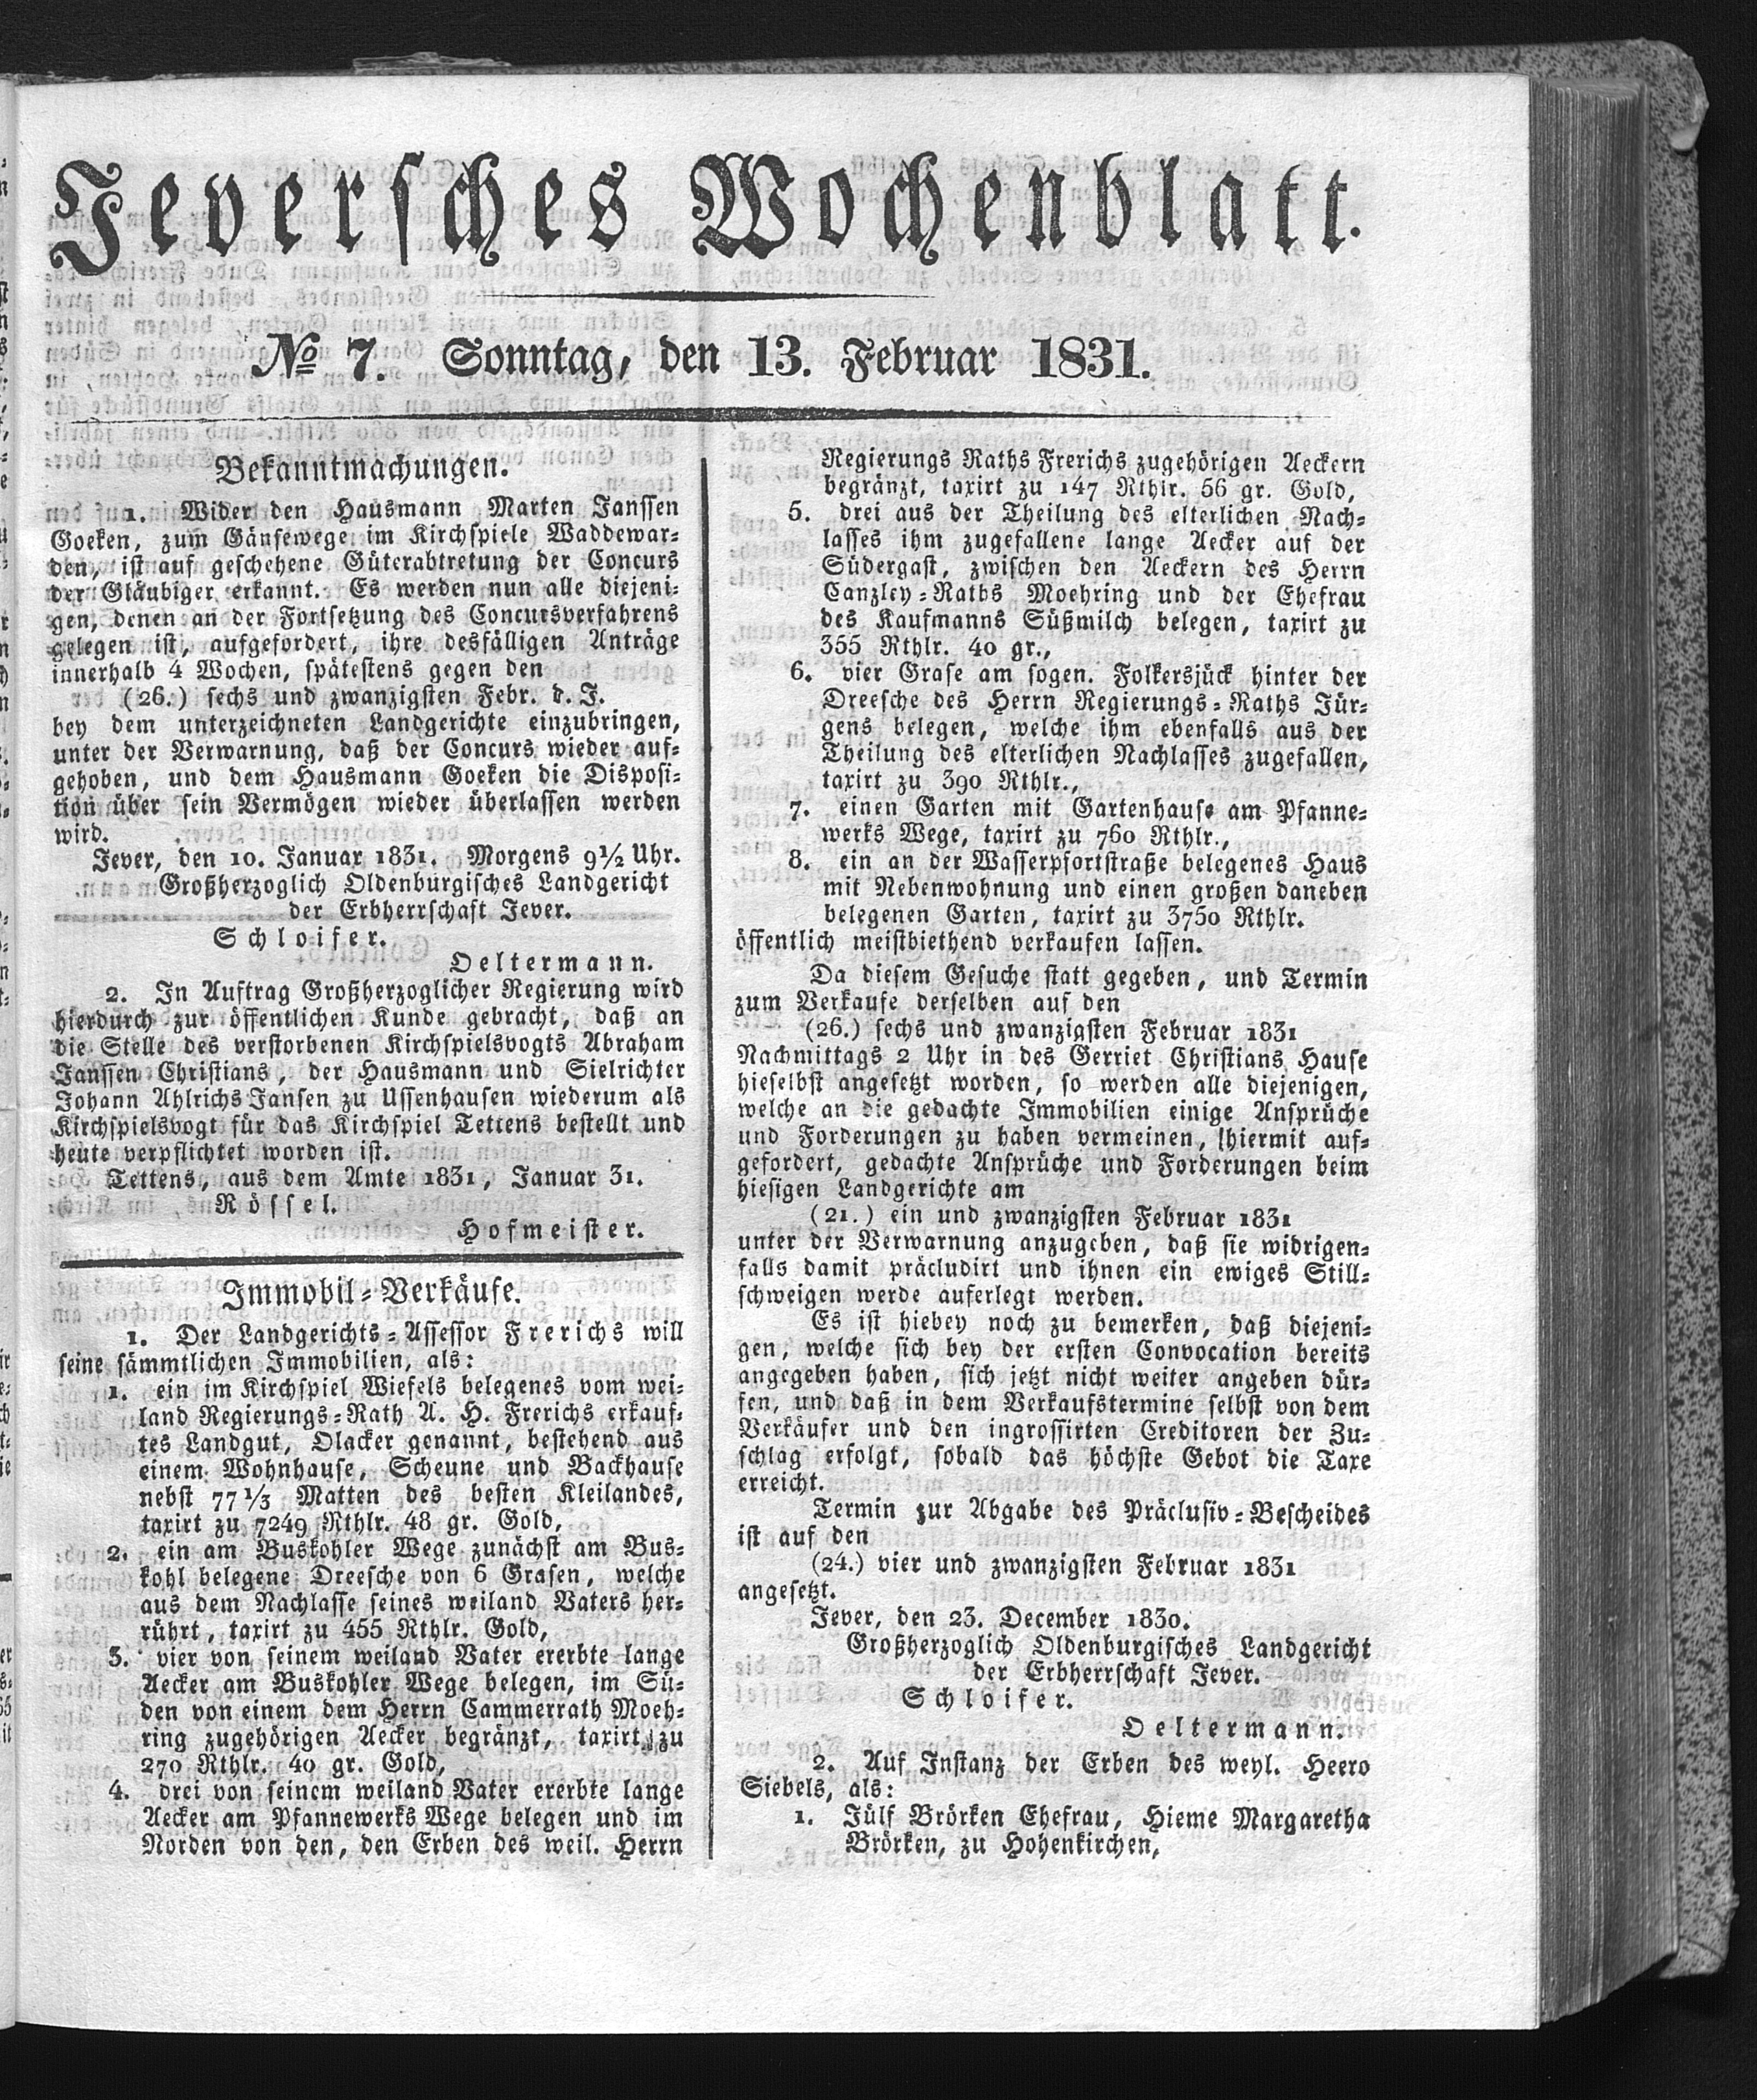 Jeversches Wochenblatt.
No 7. Sonntag, den 13. Februar 1831.
Bekanntmachungen.
1. Wider den Hausmann Marten Janssen
Goeken, zum Gänsewege im Kirchspiele Waddewar-
den, ist auf geschehene Güterabtretung der Concurs
der Gläubiger erkannt. Es werden nun alle diejeni-
gen, denen an der Fortsetzung des Concursverfahrens
gelegen ist, aufgefordert, ihre desfälligen Anträge
innerhalb 4 Wochen, spätestens gegen den
(26.) sechs und zwanzigsten Febr. d. J.
bey dem unterzeichneten Landgerichte einzubringen,
unter der Verwarnung, daß der Concurs wieder auf-
gehoben, und dem Hausmann Goeken die Disposi-
tion über sein Vermögen wieder überlassen werden
wird.
Jever, den 10. Januar 1831. Morgens 9½ Uhr.
Großherzoglich Oldenburgisches Landgericht
der Erbherrschaft Jever.
Schloifer.
Oeltermann.
2. In Auftrag Großherzoglicher Regierung wird
hierdurch zur öffentlichen Kunde gebracht, daß an
die Stelle des verstorbenen Kirchspielsvogts Abraham
Janssen Christians, der Hausmann und Sielrichter
Johann Ahlrichs Jansen zu Ussenhausen wiederum als
Kirchspielsvogt für das Kirchspiel Tettens bestellt und
heute verpflichtet worden ist.
Tettens, aus dem Amte 1831, Januar 31.
Rössel.
Hofmeister.
Immobil-Verkäufe.
1. Der Landgerichts-Assessor Frerichs will
seine sämmtlichen Immobilien, als:
1. ein im Kirchspiel Wiefels belegenes vom wei-
land Regierungs-Rath A. H. Frerichs erkauf-
tes Landgut, Olacker genannt, bestehend aus
einem Wohnhause, Scheune und Backhause
nebst 77 1/3 Matten des besten Kleilandes,
taxirt zu 7249 Rthlr. 48 gr. Gold,
2. ein am Buskohler Wege zunächst am Bus-
kohl belegene Dreesche von 6 Grasen, welche
aus dem Nachlasse seines weiland Vaters her-
rührt, taxirt zu 455 Rthlr. Gold,
3. vier von seinem weiland Vater ererbte lange
Aecker am Buskohler Wege belegen, im Sü-
den von einem dem Herrn Cammerrath Moeh-
ring zugehörigen Aecker begränzt, taxirt zu
270 Rthlr. 40 gr. Gold,
4. drei von seinem weiland Vater ererbte lange
Aecker am Pfannewerks Wege belegen und im
Norden von den, den Erben des weil. Herrn
Regierungs Raths Frerichs zugehörigen Aeckern
begränzt, taxirt zu 147 Rthlr. 56 gr. Gold,
5. drei aus der Theilung des elterlichen Nach-
lasses ihm zugefallene lange Aecker auf der
Südergast, zwischen den Aeckern des Herrn
Canzley-Raths Moehring und der Ehefrau
des Kaufmanns Süßmilch belegen, taxirt zu
355 Rthlr. 40 gr.,
6. vier Grase am sogen. Folkersjück hinter der
Dreesche des Herrn Regierungs-Raths Jür-
gens belegen, welche ihm ebenfalls aus der
Theilung des elterlichen Nachlasses zugefallen,
taxirt zu 390 Rthlr.,
7. einen Garten mit Gartenhause am Pfanne-
werks Wege, taxirt zu 760 Rthlr.,
8. ein an der Wasserpfortstraße belegenes Haus
mit Nebenwohnung und einen großen daneben
belegenen Garten, taxirt zu 3750 Rthlr.
öffentlich meistbiethend verkaufen lassen.
Da diesem Gesuche statt gegeben, und Termin
zum Verkaufe derselben auf den
(26.) sechs und zwanzigsten Februar 1831
Nachmittags 2 Uhr in des Gerriet Christians Hause
hieselbst angesetzt worden, so werden alle diejenigen,
welche an die gedachte Immobilien einige Ansprüche
und Forderungen zu haben vermeinen, hiermit auf-
gefordert, gedachte Ansprüche und Forderungen beim
hiesigen Landgerichte am
(21.) ein und zwanzigsten Februar 1831
unter der Verwarnung anzugeben, daß sie widrigen-
falls damit präcludirt und ihnen ein ewiges Still-
schweigen werde auferlegt werden.
Es ist hiebey noch zu bemerken, daß diejeni-
gen, welche sich bey der ersten Convocation bereits
angegeben haben, sich jetzt nicht weiter angeben dür-
fen, und daß in dem Verkaufstermine selbst von dem
Verkäufer und den ingrossirten Creditoren der Zu-
schlag erfolgt, sobald das höchste Gebot die Taxe
erreicht.
Termin zur Abgabe des Präclusiv-Bescheides
ist auf den
(24.) vier und zwanzigsten Februar 1831
angesetzt.
Jever, den 23. December 1830.
Großherzoglich Oldenburgisches Landgericht
der Erbherrschaft Jever.
Schloifer.
Oeltermann.
2. Auf Instanz der Erben des weyl. Heero
Siebels, als:
1. Jülf Brörken Ehefrau, Hieme Margaretha
Brörken, zu Hohenkirchen,